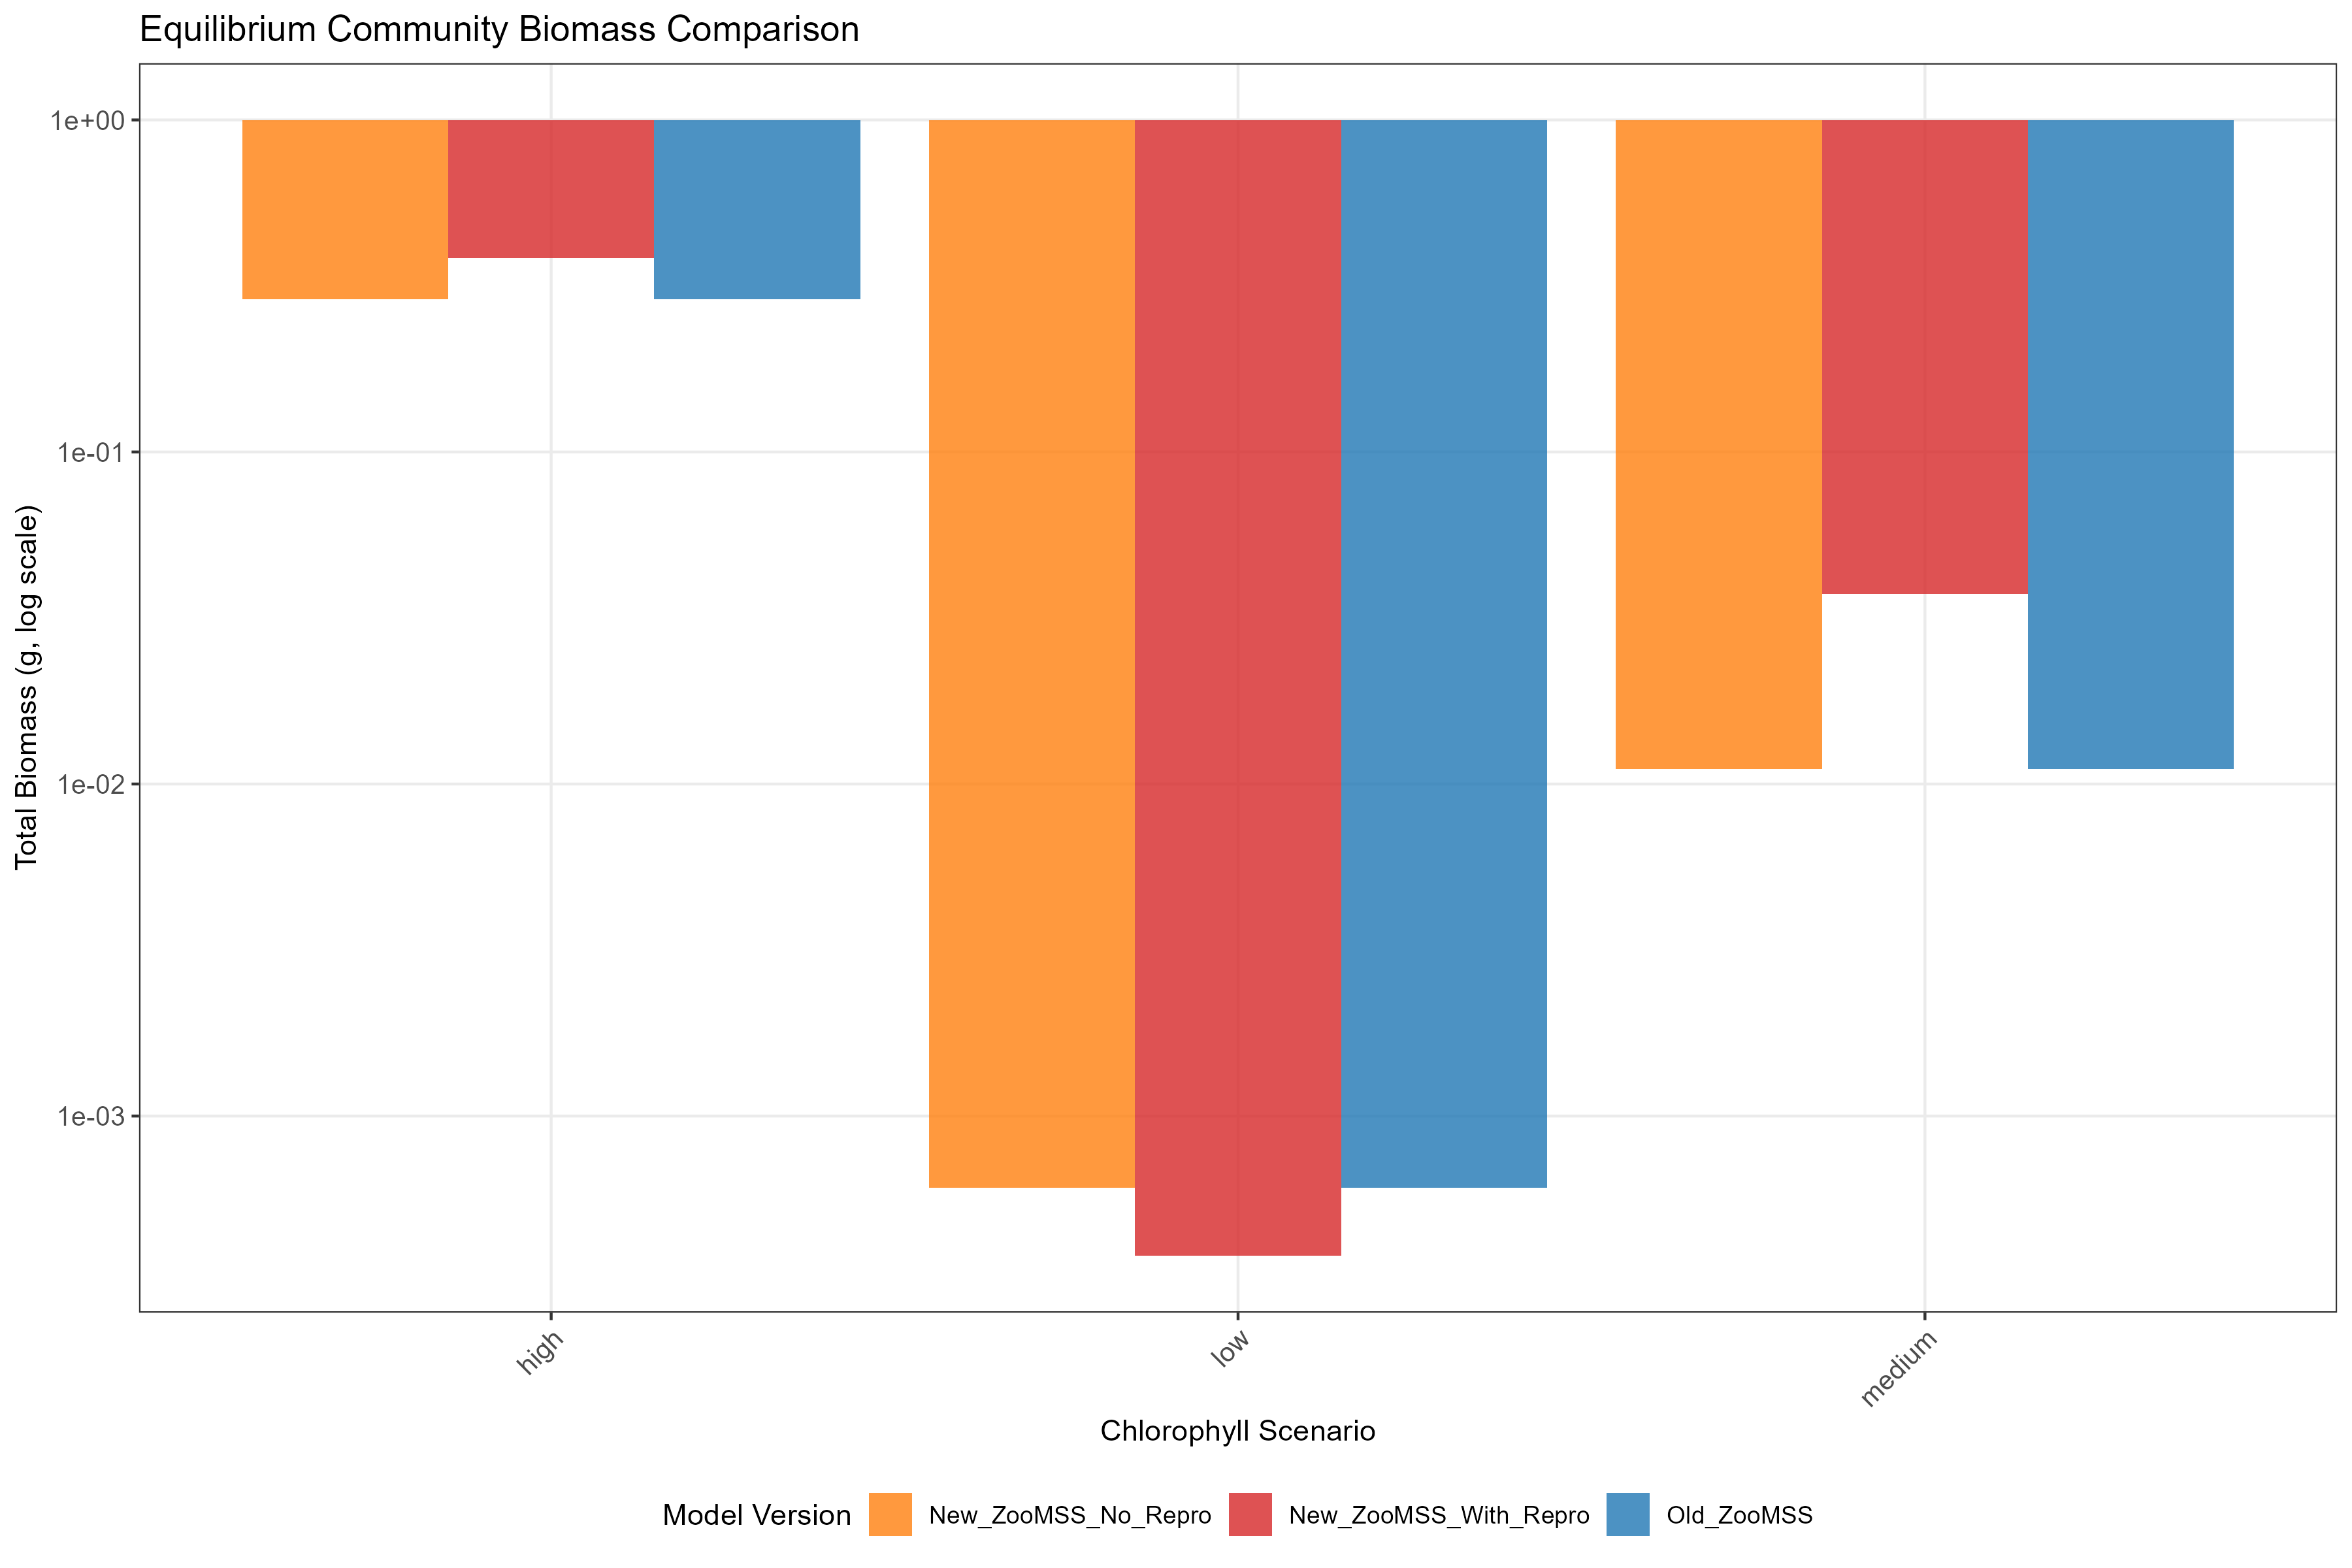 Equilibrium Community Biomass Comparison
Total Biomass (g, log scale)
1e+00
1e-01
1e-02
1e-03
high
low
medium
Chlorophyll Scenario
Model Version
New_ZooMSS_No_Repro
New_ZooMSS_With_Repro
Old_ZooMSS